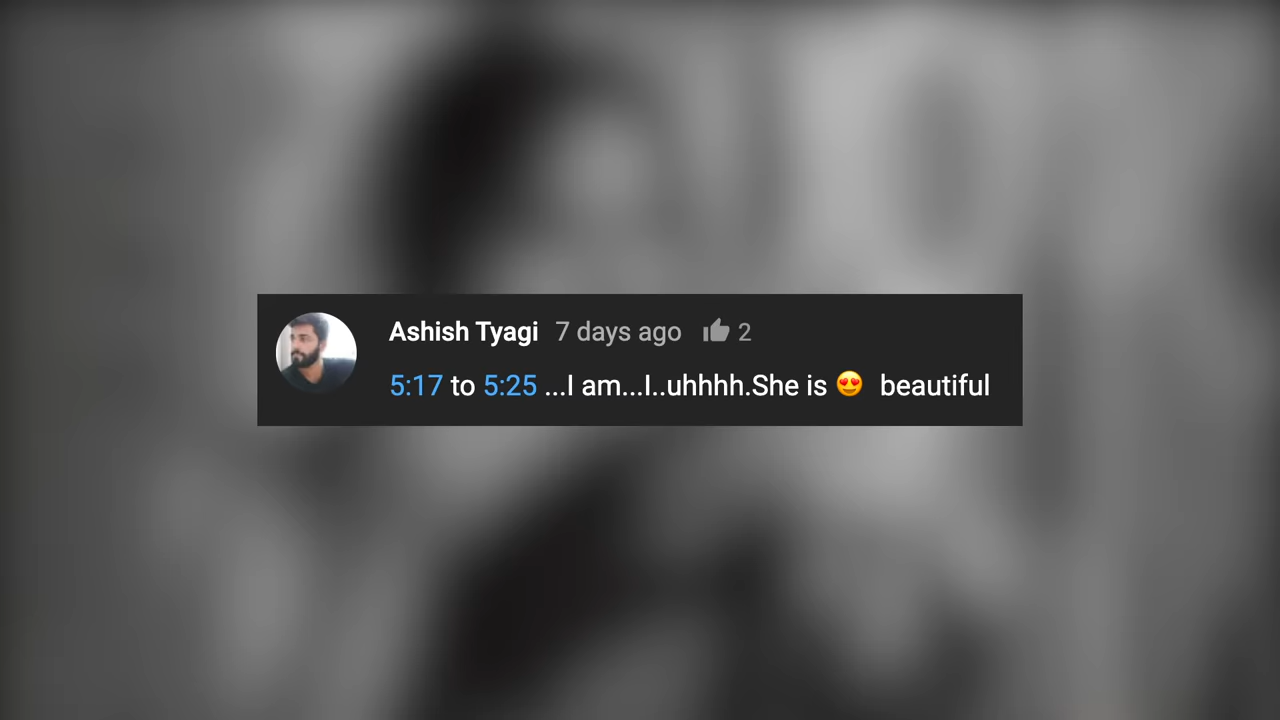 Ashish Tyagi 7 days ago 2
5:17 to 5:25 ...I am...I..uhhhh.She is 😍 beautiful